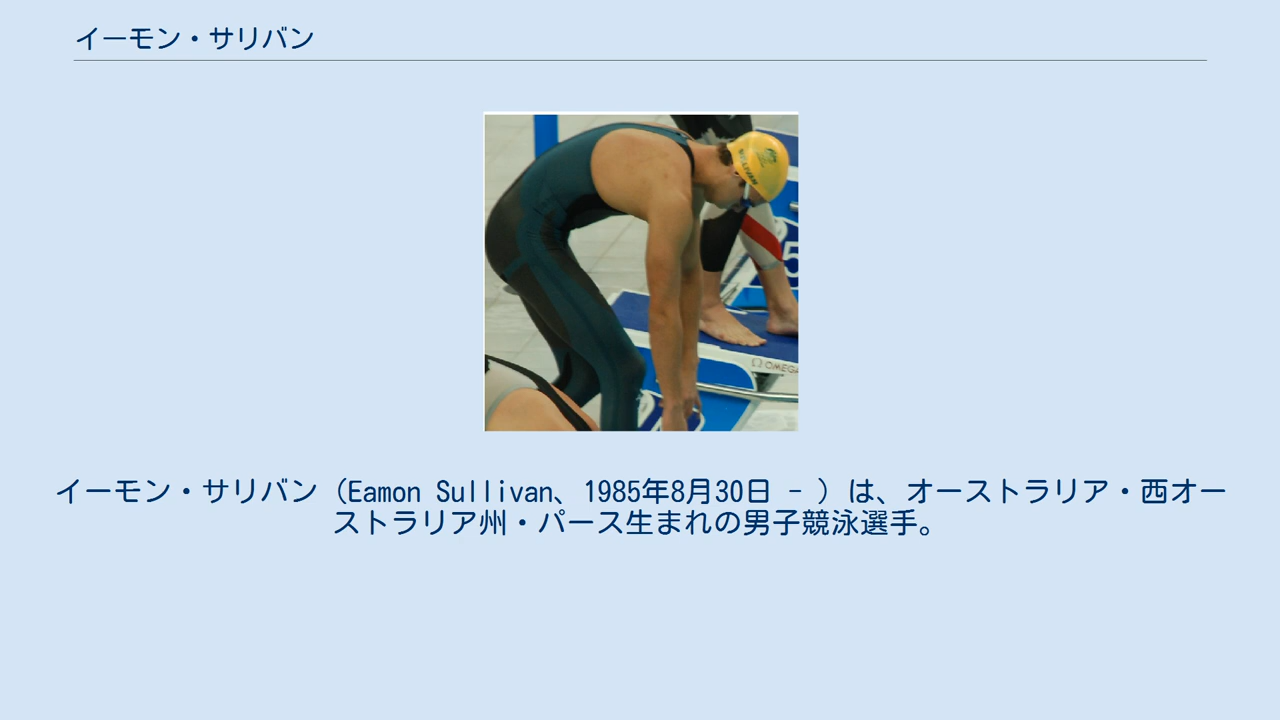 イーモン・サリバン
SULLIVAN
5
OMEGA
イーモン・サリバン（Eamon Sullivan、1985年8月30日 - ）は、オーストラリア・西オー
ストラリア州・パース生まれの男子競泳選手。